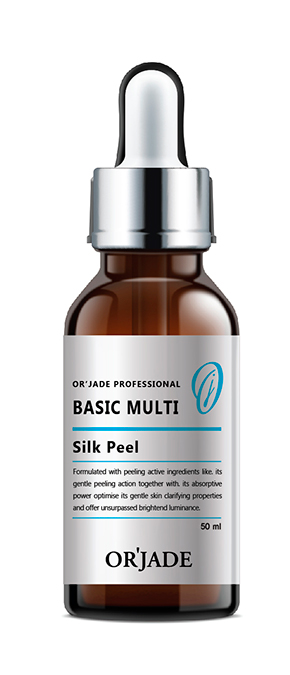 OR'JADE PROFESSIONAL
BASIC MULTI
Silk Peel
Formulated with peeling active ingredients like. its
gentle peeling action together with. its absorptive
power optimise its gentle skin clarifying properties
and offer unsurpassed brightend luminance.
50 ml
OR'JADE